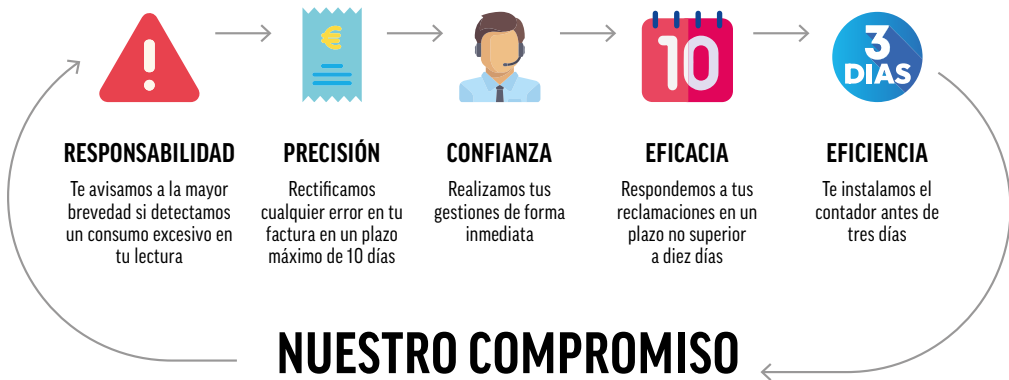 10
3
DIAS
RESPONSABILIDAD
Te avisamos a la mayor
brevedad si detectamos
un consumo excesivo en
tu lectura
PRECISIÓN
Rectificamos
cualquier error en tu
factura en un plazo
máximo de 10 días
CONFIANZA
Realizamos tus
gestiones de forma
inmediata
EFICACIA
Respondemos a tus
reclamaciones en un
plazo no superior
a diez días
EFICIENCIA
Te instalamos el
contador antes de
tres días
NUESTRO COMPROMISO